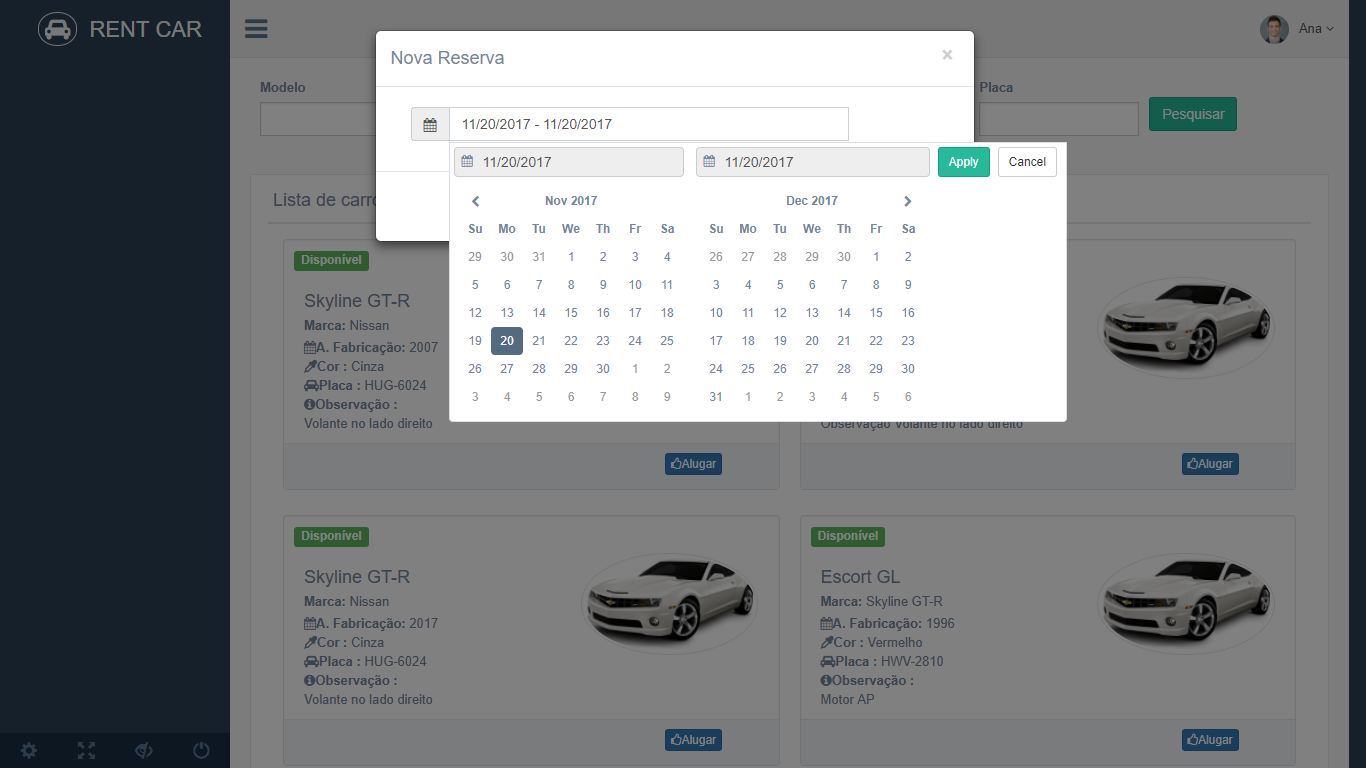 RENT CAR
Ana
Nova Reserva
×
Modelo
Placa
Pesquisar
11/20/2017 - 11/20/2017
11/20/2017
11/20/2017
Apply
Cancel
Nov 2017
Su Mo Tu We Th Fr Sa
29 30 31 1 2 3 4
5 6 7 8 9 10 11
12 13 14 15 16 17 18
19 20 21 22 23 24 25
26 27 28 29 30 1 2
3 4 5 6 7 8 9
Dec 2017
Su Mo Tu We Th Fr Sa
26 27 28 29 30 1 2
3 4 5 6 7 8 9
10 11 12 13 14 15 16
17 18 19 20 21 22 23
24 25 26 27 28 29 30
31 1 2 3 4 5 6
Lista de carro
Disponível
Skyline GT-R
Marca: Nissan
A. Fabricação: 2007
Cor : Cinza
Placa : HUG-6024
Observação :
Volante no lado direito
Alugar
Observação Volante no lado direito
Alugar
Disponível
Skyline GT-R
Marca: Nissan
A. Fabricação: 2017
Cor : Cinza
Placa : HUG-6024
Observação :
Volante no lado direito
Alugar
Disponível
Escort GL
Marca: Skyline GT-R
A. Fabricação: 1996
Cor : Vermelho
Placa : HWV-2810
Observação :
Motor AP
Alugar